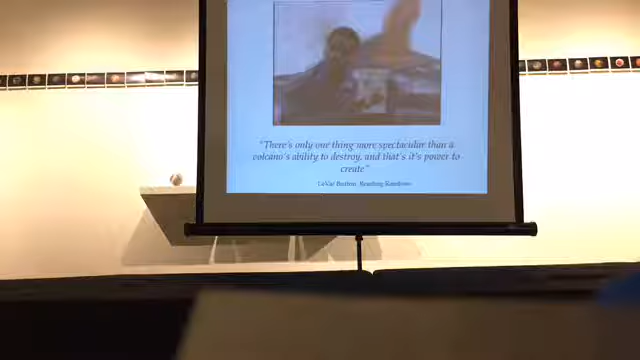 "There's only one thing more spectacular than a
volcano's ability to destroy, and that's it's power to
create"
LeVar Burton, Reading Rainbow